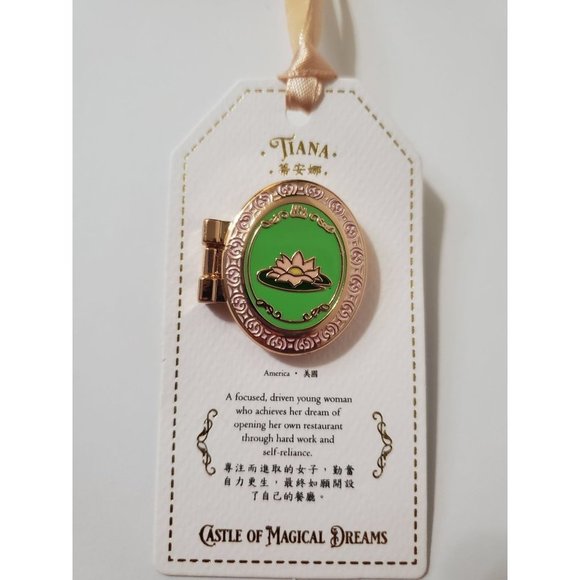 TIANA
蒂安娜
America • 美國
A focused, driven young woman
who achieves her dream of
opening her own restaurant
through hard work and
self-reliance.
專注而進取的女子，勤奮
自力更生，最終如願開設
了自己的餐廳。
CASTLE OF MAGICAL DREAMS